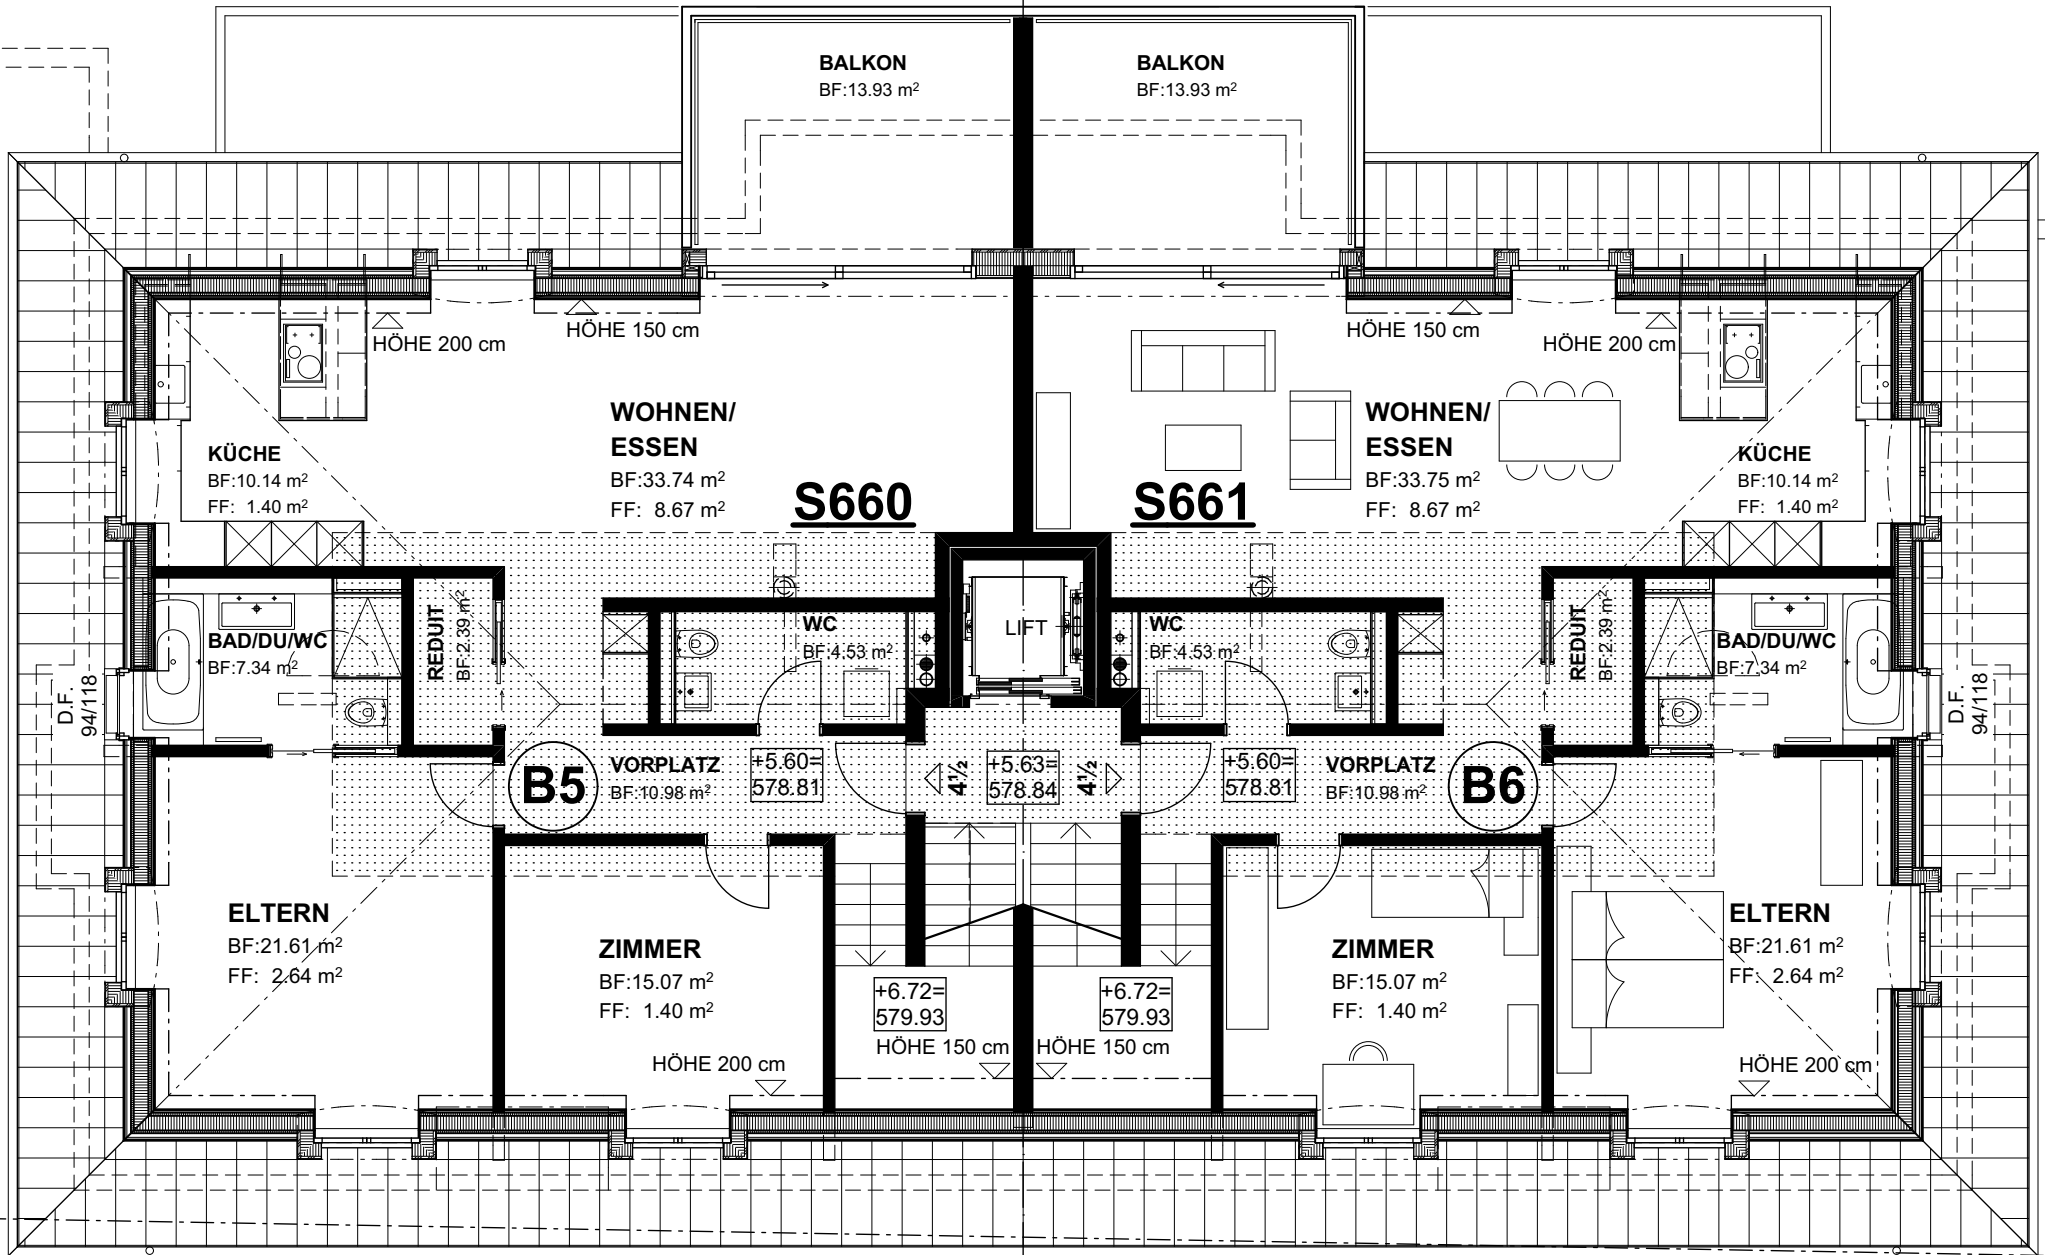 BALKON
BF:13.93 m²
BALKON
BF:13.93 m²
HÖHE 200 cm
HÖHE 150 cm
HÖHE 150 cm
HÖHE 200 cm
KÜCHE
BF:10.14 m²
FF: 1.40 m²
WOHNEN/
ESSEN
BF:33.74 m²
FF: 8.67 m²
S660
S661
WOHNEN/
ESSEN
BF:33.75 m²
FF: 8.67 m²
KÜCHE
BF:10.14 m²
FF: 1.40 m²
D.F.
94/118
BAD/DU/WC
BF:7.34 m²
REDUIT
BF:2.39 m²
WC
BF:4.53 m²
LIFT
WC
BF:4.53 m²
REDUIT
BF:2.39 m²
BAD/DU/WC
BF:7.34 m²
D.F.
94/118
B5
VORPLATZ
BF:10.98 m²
+5.60=
578.81
4½
+5.63=
578.84
4½
+5.60=
578.81
VORPLATZ
BF:10.98 m²
B6
ELTERN
BF:21.61 m²
FF: 2.64 m²
ZIMMER
BF:15.07 m²
FF: 1.40 m²
HÖHE 200 cm
+6.72=
579.93
HÖHE 150 cm
+6.72=
579.93
HÖHE 150 cm
ZIMMER
BF:15.07 m²
FF: 1.40 m²
ELTERN
BF:21.61 m²
FF: 2.64 m²
HÖHE 200 cm